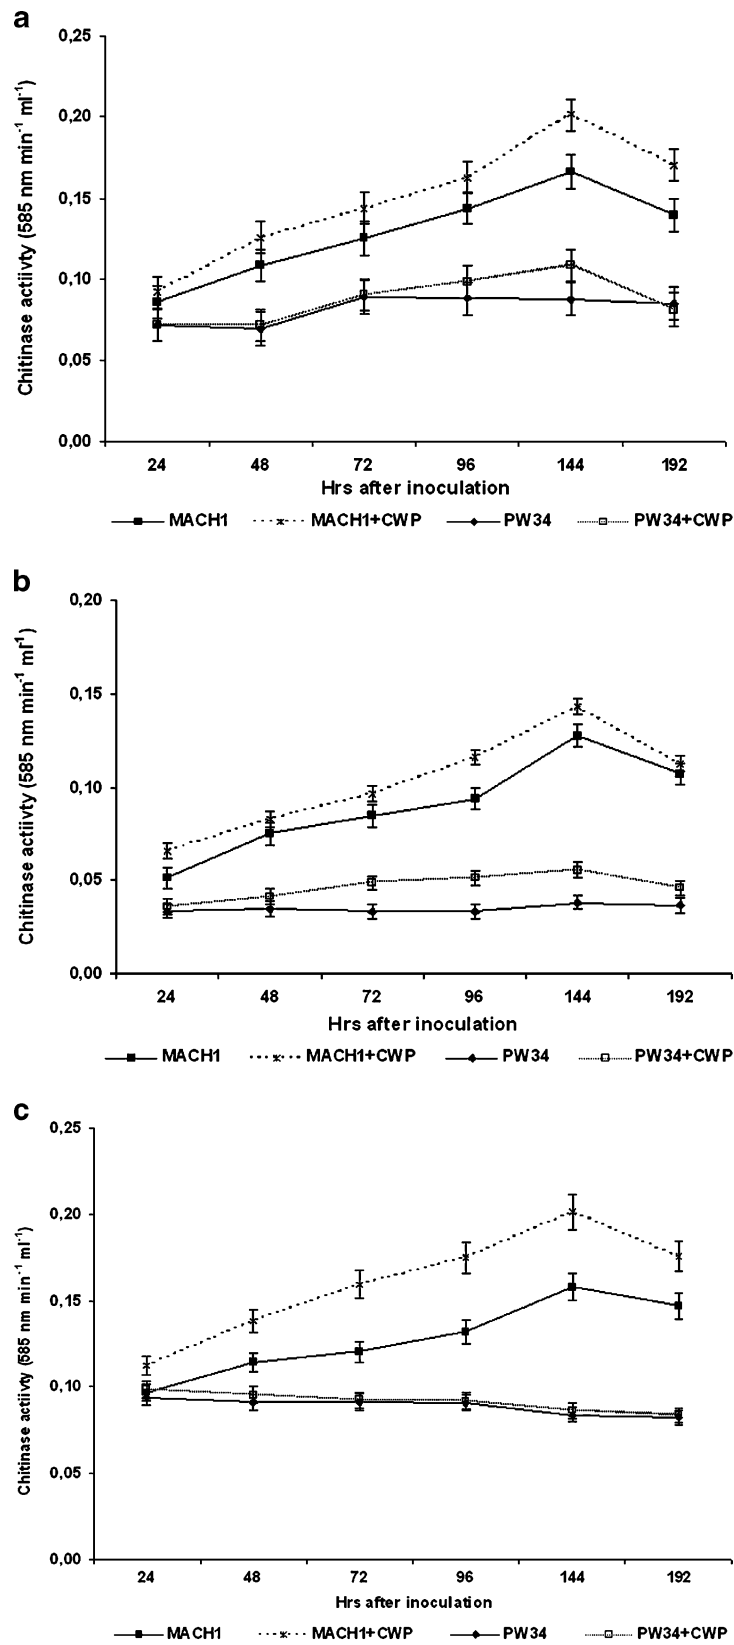 a
0,25
0,20
0,15
0,10
0,05
0,00
Chitinase actiivty (585 nm min⁻¹ ml⁻¹)
24 48 72 96 144 192
Hrs after inoculation
MACH1 MACH1+CWP PW34 PW34+CWP
b
0,20
0,15
0,10
0,05
0,00
Chitinase actiivty (585 nm min⁻¹ ml¹)
24 48 72 96 144 192
Hrs after inoculation
MACH1 MACH1+CWP PW34 PW34+CWP
c
0,25
0,20
0,15
0,10
0,05
0,00
Chitinase actiivty (585 nm min⁻¹ ml⁻¹)
24 48 72 96 144 192
Hrs after inoculation
MACH1 MACH1+CWP PW34 PW34+CWP